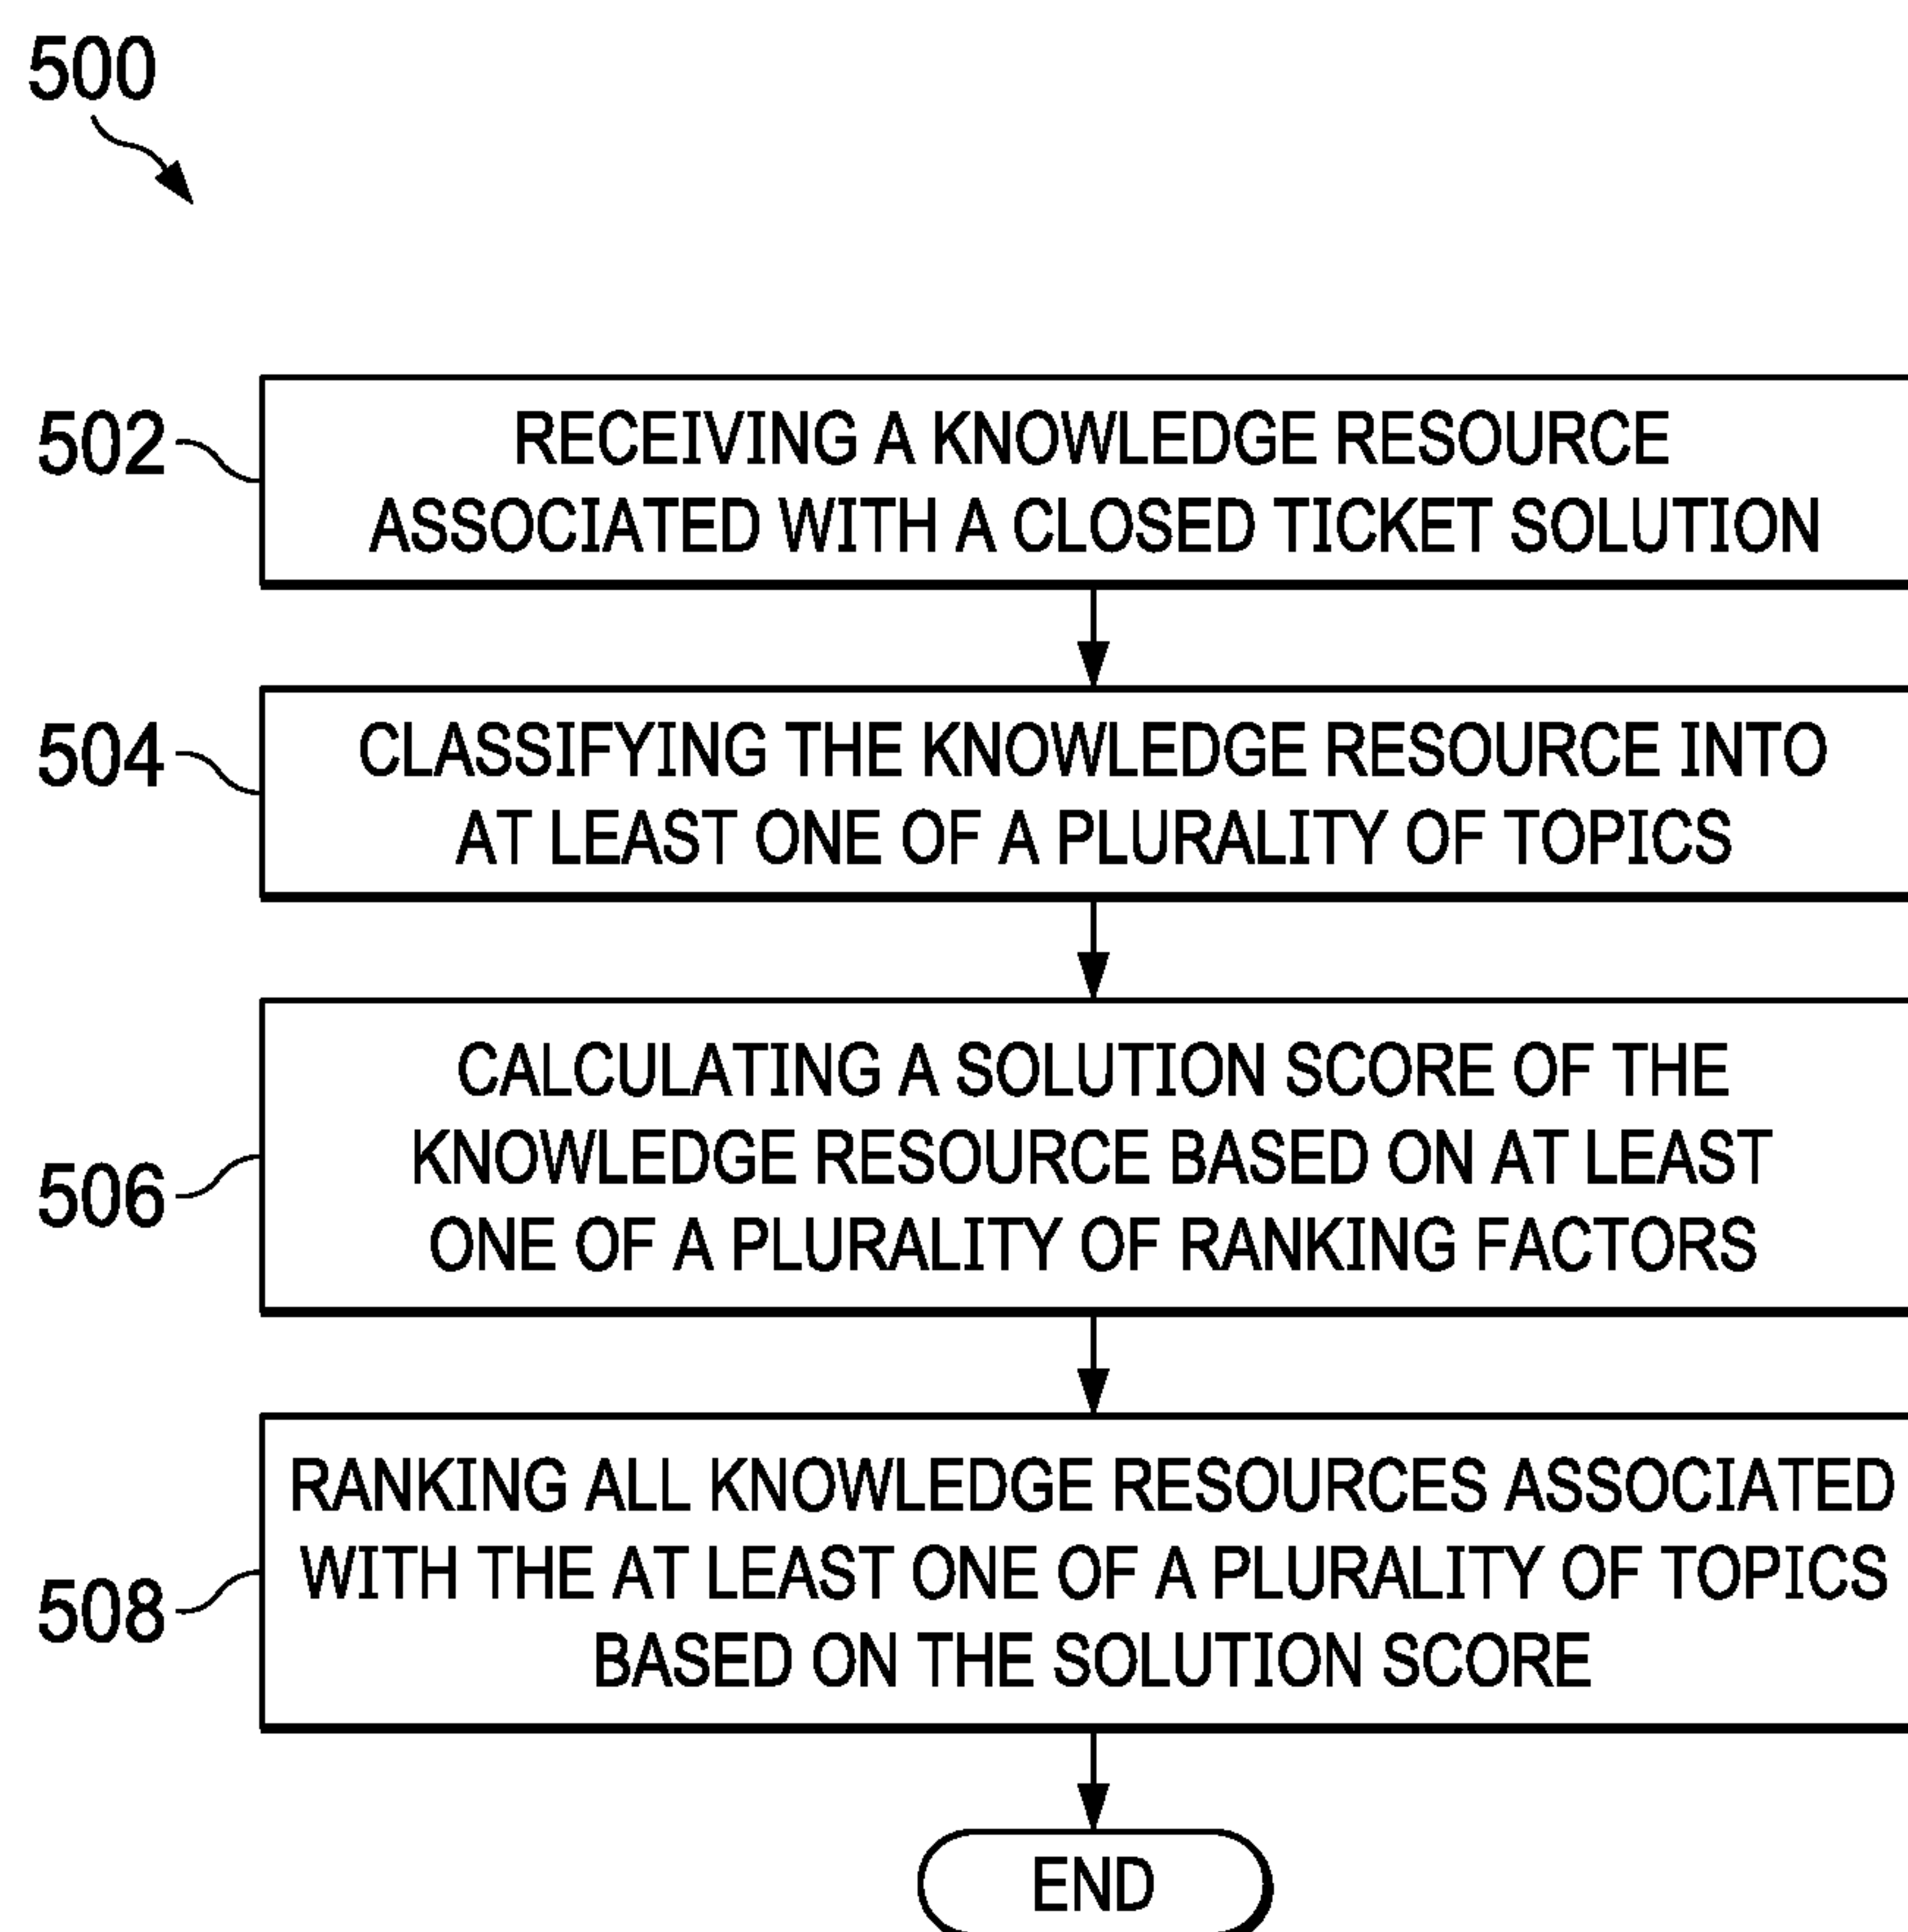 500
502
RECEIVING A KNOWLEDGE RESOURCE
ASSOCIATED WITH A CLOSED TICKET SOLUTION
504
CLASSIFYING THE KNOWLEDGE RESOURCE INTO
AT LEAST ONE OF A PLURALITY OF TOPICS
506
CALCULATING A SOLUTION SCORE OF THE
KNOWLEDGE RESOURCE BASED ON AT LEAST
ONE OF A PLURALITY OF RANKING FACTORS
508
RANKING ALL KNOWLEDGE RESOURCES ASSOCIATED
WITH THE AT LEAST ONE OF A PLURALITY OF TOPICS
BASED ON THE SOLUTION SCORE
END